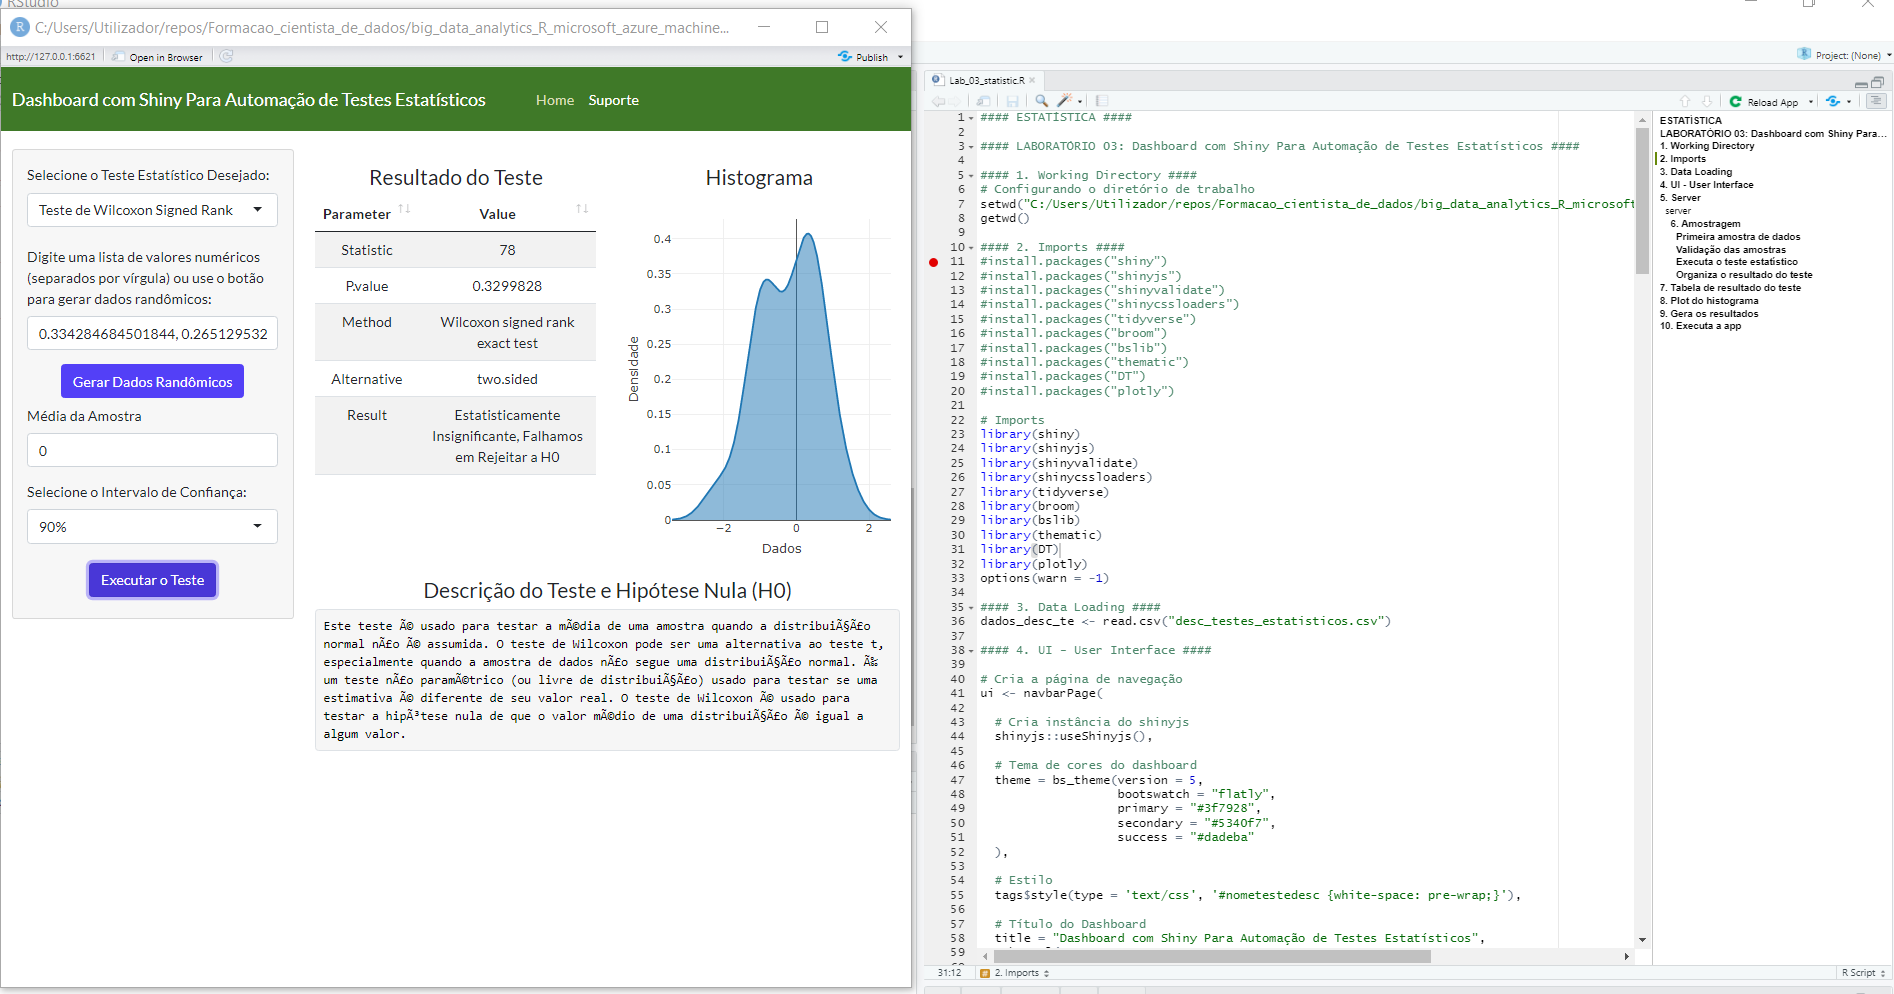 RStudio
C:/Users/Utilizador/repos/Formacao_cientista_de_dados/big_data_analytics_R_microsoft_azure_machine...
http://127.0.0.1:6621
Open in Browser
Publish
Dashboard com Shiny Para Automação de Testes Estatísticos
Home
Suporte
Selecione o Teste Estatístico Desejado:
Teste de Wilcoxon Signed Rank
Digite uma lista de valores numéricos
(separados por vírgula) ou use o botão
para gerar dados randômicos:
0.334284684501844, 0.265129532
Gerar Dados Randômicos
Média da Amostra
0
Selecione o Intervalo de Confiança:
90%
Executar o Teste
Resultado do Teste
Parameter Value
Statistic 78
P.value 0.3299828
Method Wilcoxon signed rank
exact test
Alternative two.sided
Result Estatisticamente
Insignificante, Falhamos
em Rejeitar a H0
Histograma
Densidade
0.4
0.35
0.3
0.25
0.2
0.15
0.1
0.05
0
−2 0 2
Dados
Descrição do Teste e Hipótese Nula (H0)
Este teste Ã© usado para testar a mÃ©dia de uma amostra quando a distribuiÃ§Ã£o
normal nÃ£o Ã© assumida. O teste de Wilcoxon pode ser uma alternativa ao teste t,
especialmente quando a amostra de dados nÃ£o segue uma distribuiÃ§Ã£o normal. Ã‰
um teste nÃ£o paramÃ©trico (ou livre de distribuiÃ§Ã£o) usado para testar se uma
estimativa Ã© diferente de seu valor real. O teste de Wilcoxon Ã© usado para
testar a hipÃ³tese nula de que o valor mÃ©dio de uma distribuiÃ§Ã£o Ã© igual a
algum valor.
Project: (None)
Lab_03_statistic.R
Reload App
1 #### ESTATÍSTICA ####
2
3 #### LABORATÓRIO 03: Dashboard com Shiny Para Automação de Testes Estatísticos ####
4
5 #### 1. Working Directory ####
6 # Configurando o diretório de trabalho
7 setwd("C:/Users/Utilizador/repos/Formacao_cientista_de_dados/big_data_analytics_R_microsoft
8 getwd()
9
10 #### 2. Imports ####
11 #install.packages("shiny")
12 #install.packages("shinyjs")
13 #install.packages("shinyvalidate")
14 #install.packages("shinycssloaders")
15 #install.packages("tidyverse")
16 #install.packages("broom")
17 #install.packages("bslib")
18 #install.packages("thematic")
19 #install.packages("DT")
20 #install.packages("plotly")
21
22 # Imports
23 library(shiny)
24 library(shinyjs)
25 library(shinyvalidate)
26 library(shinycssloaders)
27 library(tidyverse)
28 library(broom)
29 library(bslib)
30 library(thematic)
31 library(DT)
32 library(plotly)
33 options(warn = -1)
34
35 #### 3. Data Loading ####
36 dados_desc_te <- read.csv("desc_testes_estatisticos.csv")
37
38 #### 4. UI - User Interface ####
39
40 # Cria a página de navegação
41 ui <- navbarPage(
42
43 # Cria instância do shinyjs
44 shinyjs::useShinyjs(),
45
46 # Tema de cores do dashboard
47 theme = bs_theme(version = 5,
48 bootswatch = "flatly",
49 primary = "#3f7928",
50 secondary = "#5340f7",
51 success = "#dadeba"
52 ),
53
54 # Estilo
55 tags$style(type = 'text/css', '#nometestedesc {white-space: pre-wrap;}'),
56
57 # Título do Dashboard
58 title = "Dashboard com Shiny Para Automação de Testes Estatísticos",
59
31:12
2. Imports
R Script
ESTATÍSTICA
LABORATÓRIO 03: Dashboard com Shiny Para...
1. Working Directory
2. Imports
3. Data Loading
4. UI - User Interface
5. Server
server
6. Amostragem
Primeira amostra de dados
Validação das amostras
Executa o teste estatístico
Organiza o resultado do teste
7. Tabela de resultado do teste
8. Plot do histograma
9. Gera os resultados
10. Executa a app